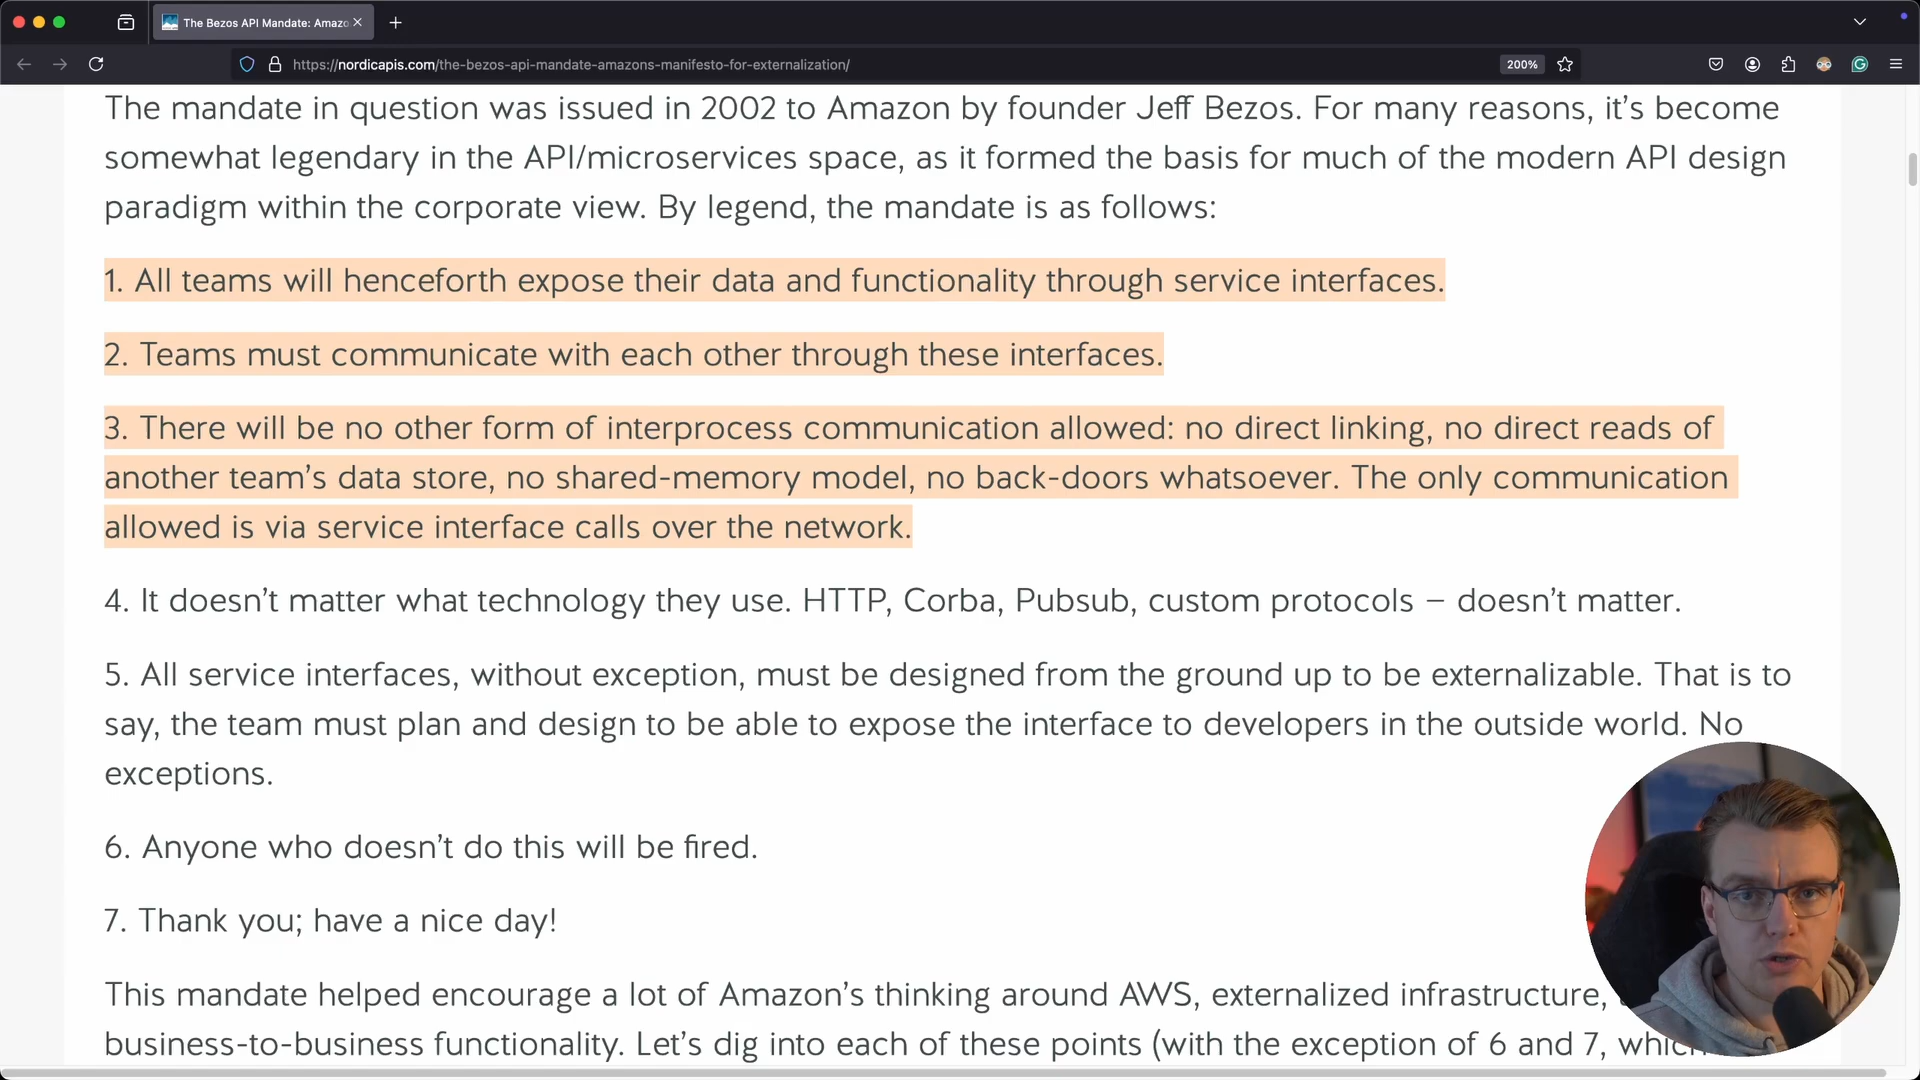 The Bezos API Mandate: Amazo
https://nordicapis.com/the-bezos-api-mandate-amazons-manifesto-for-externalization/
200%
The mandate in question was issued in 2002 to Amazon by founder Jeff Bezos. For many reasons, it’s become
somewhat legendary in the API/microservices space, as it formed the basis for much of the modern API design
paradigm within the corporate view. By legend, the mandate is as follows:
1. All teams will henceforth expose their data and functionality through service interfaces.
2. Teams must communicate with each other through these interfaces.
3. There will be no other form of interprocess communication allowed: no direct linking, no direct reads of
another team’s data store, no shared-memory model, no back-doors whatsoever. The only communication
allowed is via service interface calls over the network.
4. It doesn’t matter what technology they use. HTTP, Corba, Pubsub, custom protocols – doesn’t matter.
5. All service interfaces, without exception, must be designed from the ground up to be externalizable. That is to
say, the team must plan and design to be able to expose the interface to developers in the outside world. No
exceptions.
6. Anyone who doesn’t do this will be fired.
7. Thank you; have a nice day!
This mandate helped encourage a lot of Amazon’s thinking around AWS, externalized infrastructure,
business-to-business functionality. Let’s dig into each of these points (with the exception of 6 and 7,